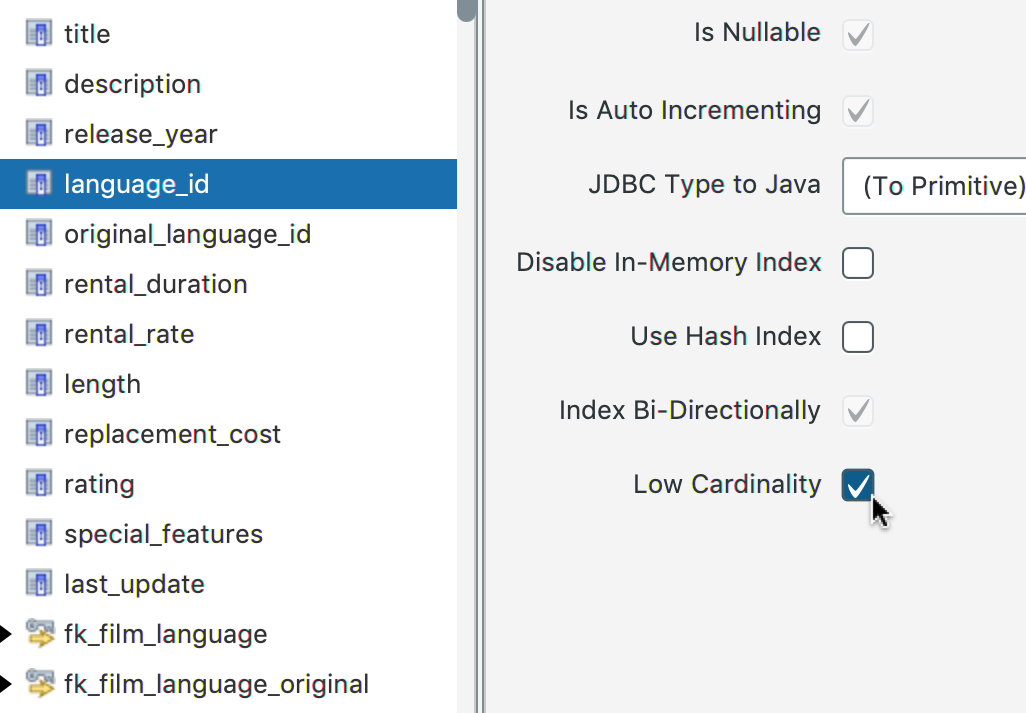 title
description
release_year
language_id
original_language_id
rental_duration
rental_rate
length
replacement_cost
rating
special_features
last_update
fk_film_language
fk_film_language_original
Is Nullable
Is Auto Incrementing
JDBC Type to Java
(To Primitive)
Disable In-Memory Index
Use Hash Index
Index Bi-Directionally
Low Cardinality